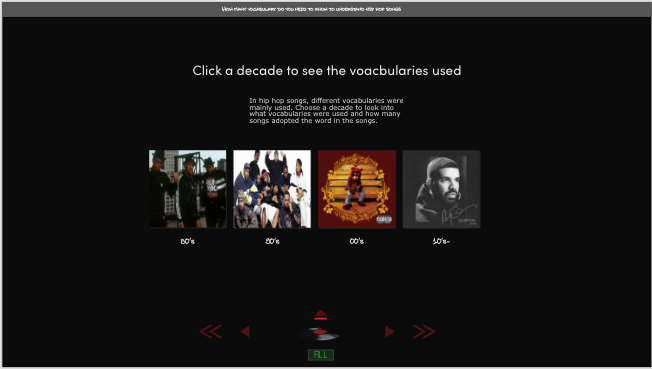 How many vocabulary do you need to know to understand hip hop songs
Click a decade to see the voacbularies used
In hip hop songs, different vocabularies were
mainly used. Choose a decade to look into
what vocabularies were used and how many
songs adopted the word in the songs.
80's
90's
00's
10's~
ALL